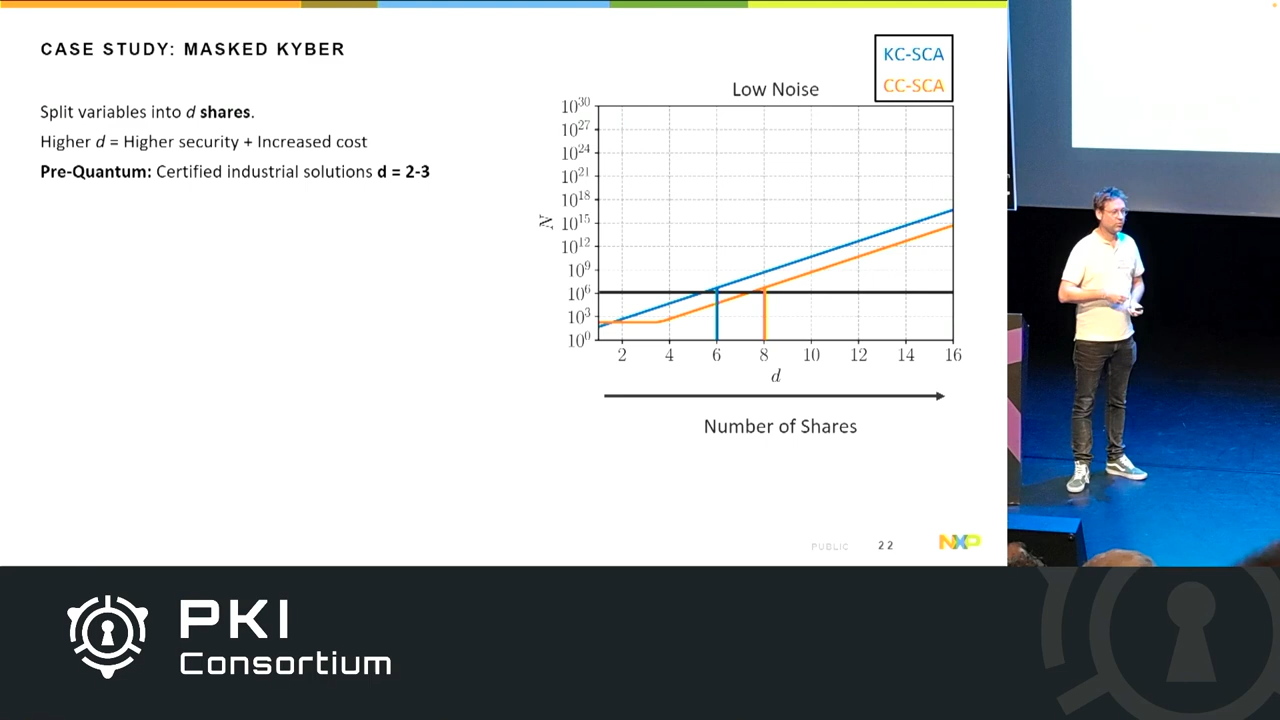 CASE STUDY: MASKED KYBER
Split variables into d shares.
Higher d = Higher security + Increased cost
Pre-Quantum: Certified industrial solutions d = 2-3
KC-SCA
CC-SCA
Low Noise
10^30
10^27
10^24
10^21
10^18
10^15
10^12
10^9
10^6
10^3
10^0
N
2 4 6 8 10 12 14 16
d
Number of Shares
PUBLIC 22 NXP
PKI
Consortium